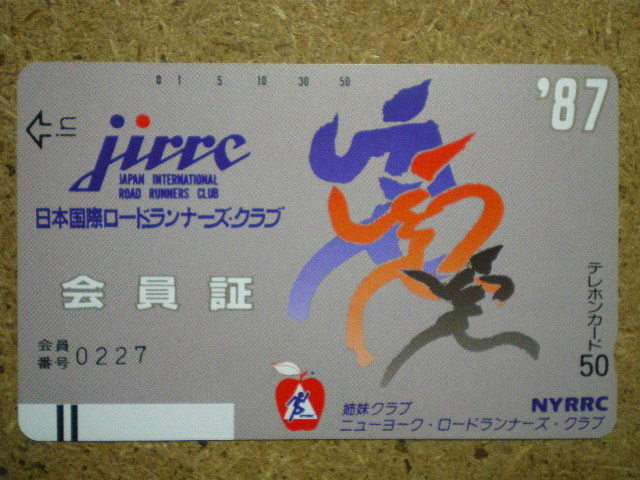 0 1 5 10 30 50
'87
in
jirrc
JAPAN INTERNATIONAL
ROAD RUNNERS CLUB
日本国際ロードランナーズ・クラブ
会員証
テレホンカード
50
会員
番号 0227
姉妹クラブ NYRRC
ニューヨーク・ロードランナーズ・クラブ